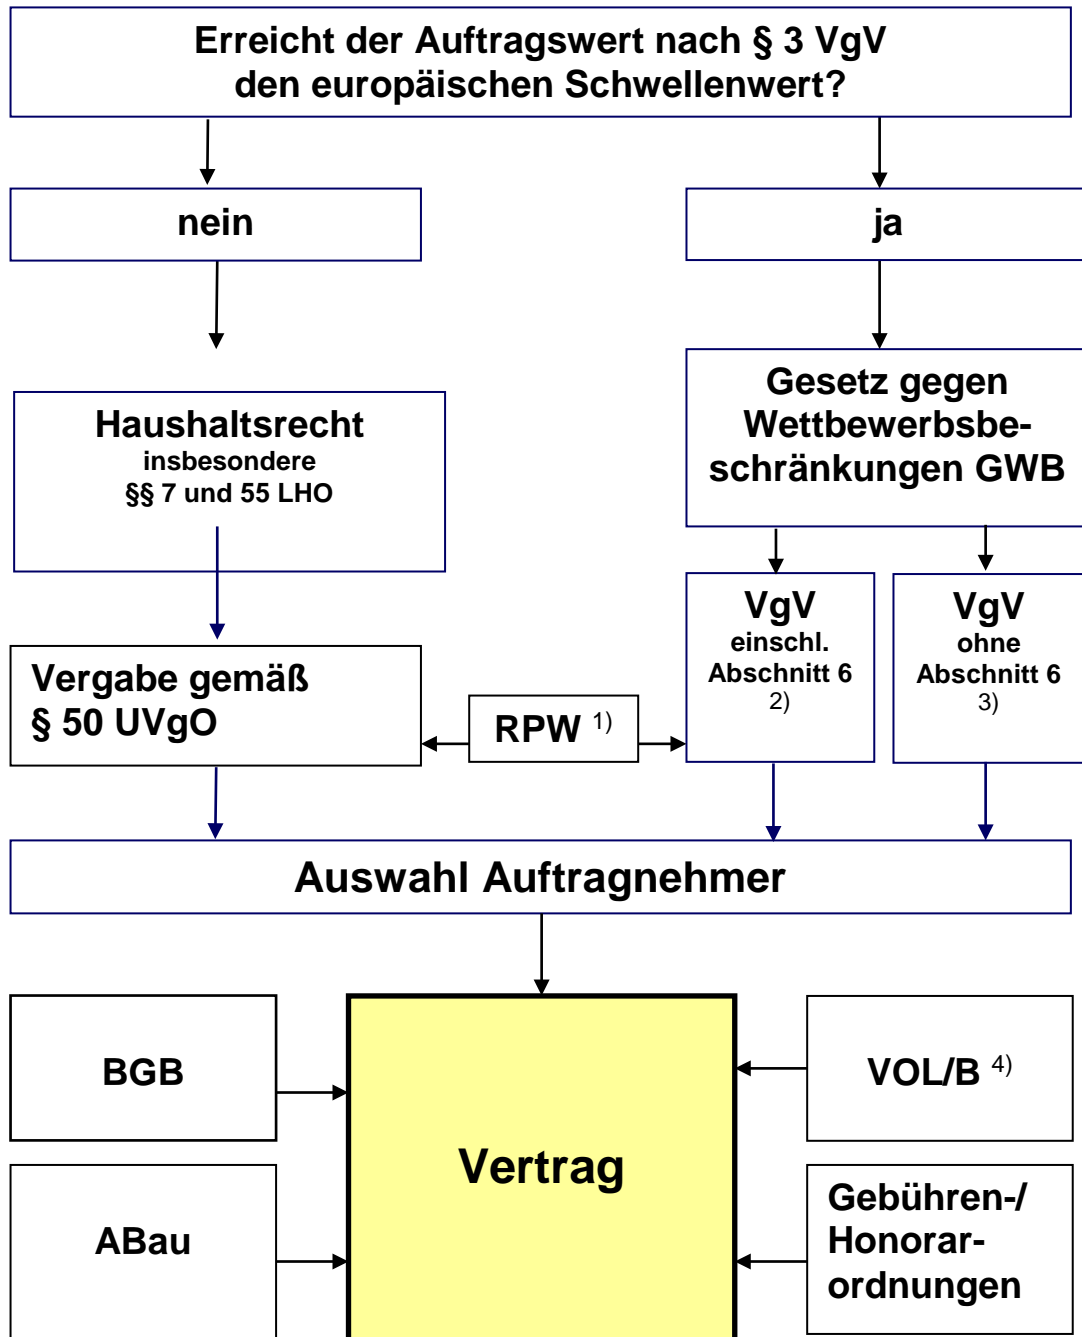 Erreicht der Auftragswert nach § 3 VgV
den europäischen Schwellenwert?
nein
ja
Haushaltsrecht
insbesondere
§§ 7 und 55 LHO
Gesetz gegen
Wettbewerbsbe-
schränkungen GWB
VgV
einschl.
Abschnitt 6
2)
VgV
ohne
Abschnitt 6
3)
Vergabe gemäß
§ 50 UVgO
RPW 1)
Auswahl Auftragnehmer
BGB
Vertrag
VOL/B 4)
ABau
Gebühren-/
Honorar-
ordnungen